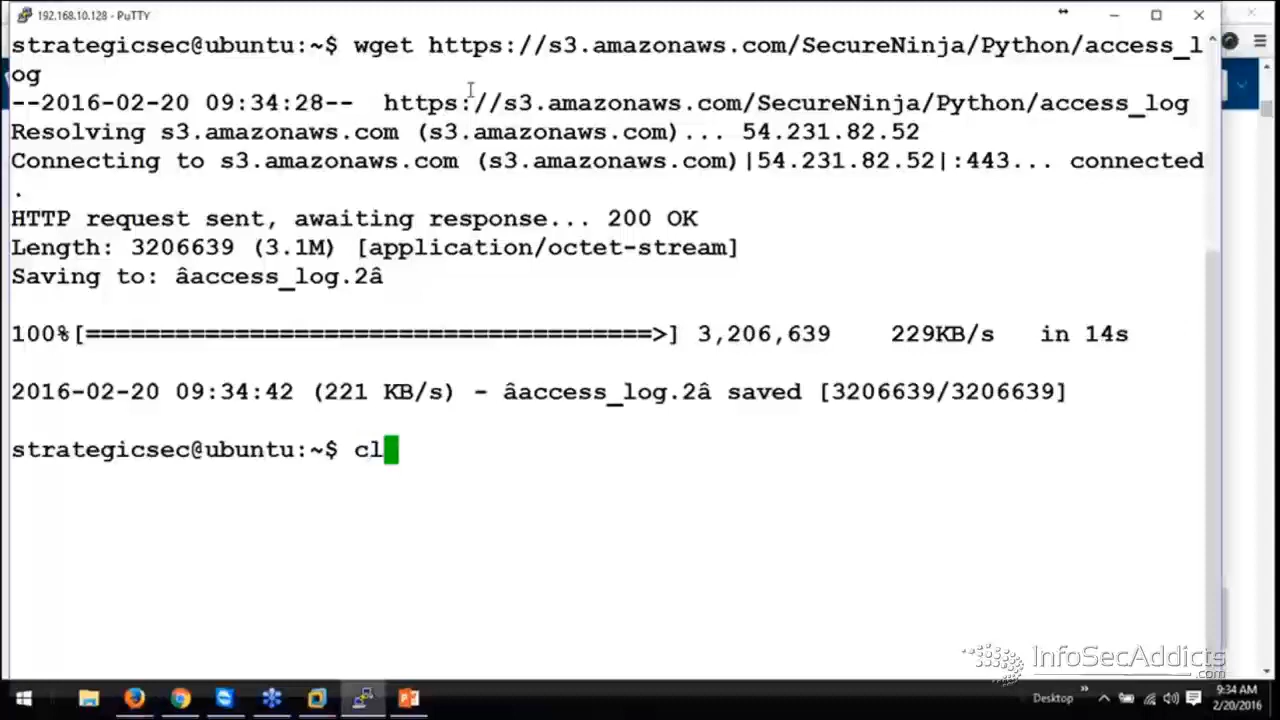 192.168.10.128 - PuTTY
strategicsec@ubuntu:~$ wget https://s3.amazonaws.com/SecureNinja/Python/access_l
og
--2016-02-20 09:34:28--  https://s3.amazonaws.com/SecureNinja/Python/access_log
Resolving s3.amazonaws.com (s3.amazonaws.com)... 54.231.82.52
Connecting to s3.amazonaws.com (s3.amazonaws.com)|54.231.82.52|:443... connected
.
HTTP request sent, awaiting response... 200 OK
Length: 3206639 (3.1M) [application/octet-stream]
Saving to: âaccess_log.2â
100%[======================================>] 3,206,639    229KB/s   in 14s
2016-02-20 09:34:42 (221 KB/s) - âaccess_log.2â saved [3206639/3206639]
strategicsec@ubuntu:~$ cl
InfoSecAddicts
.com
Desktop
9:34 AM
2/20/2016